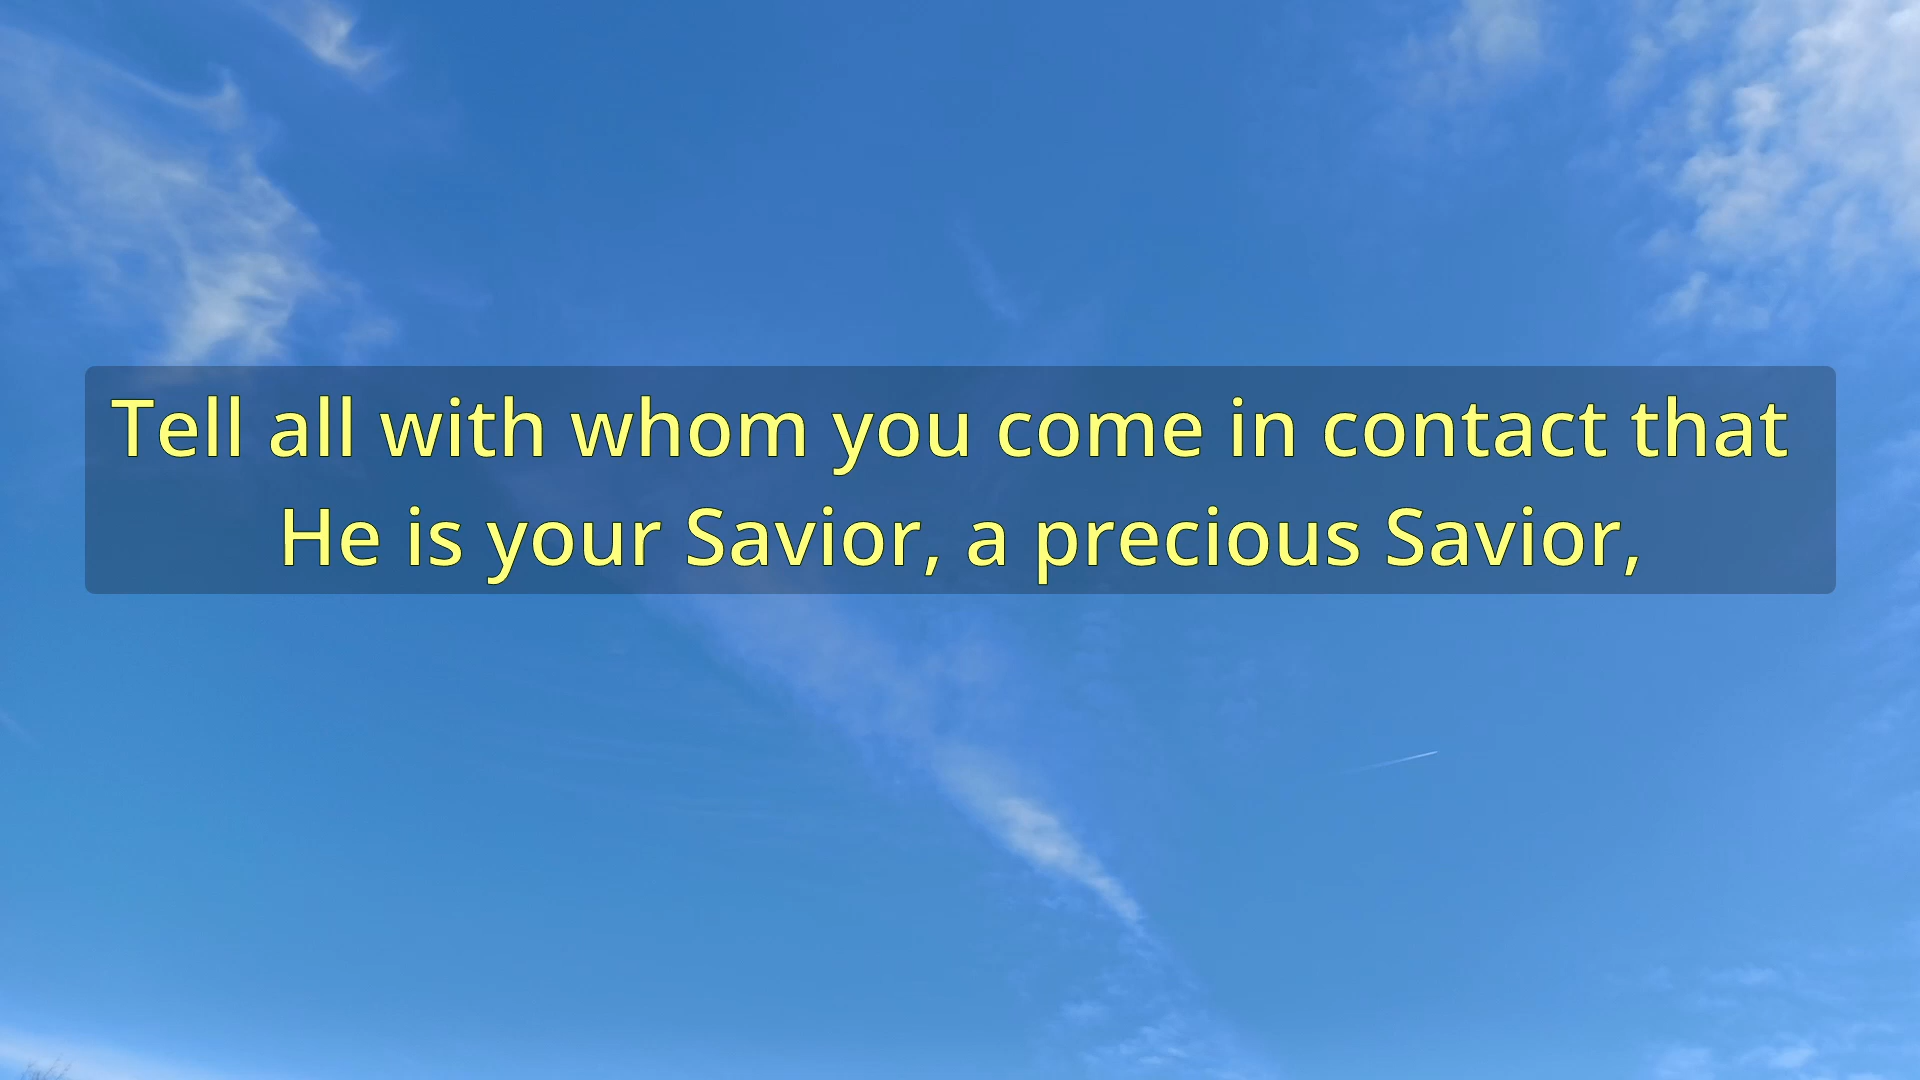 Tell all with whom you come in contact that
He is your Savior, a precious Savior,